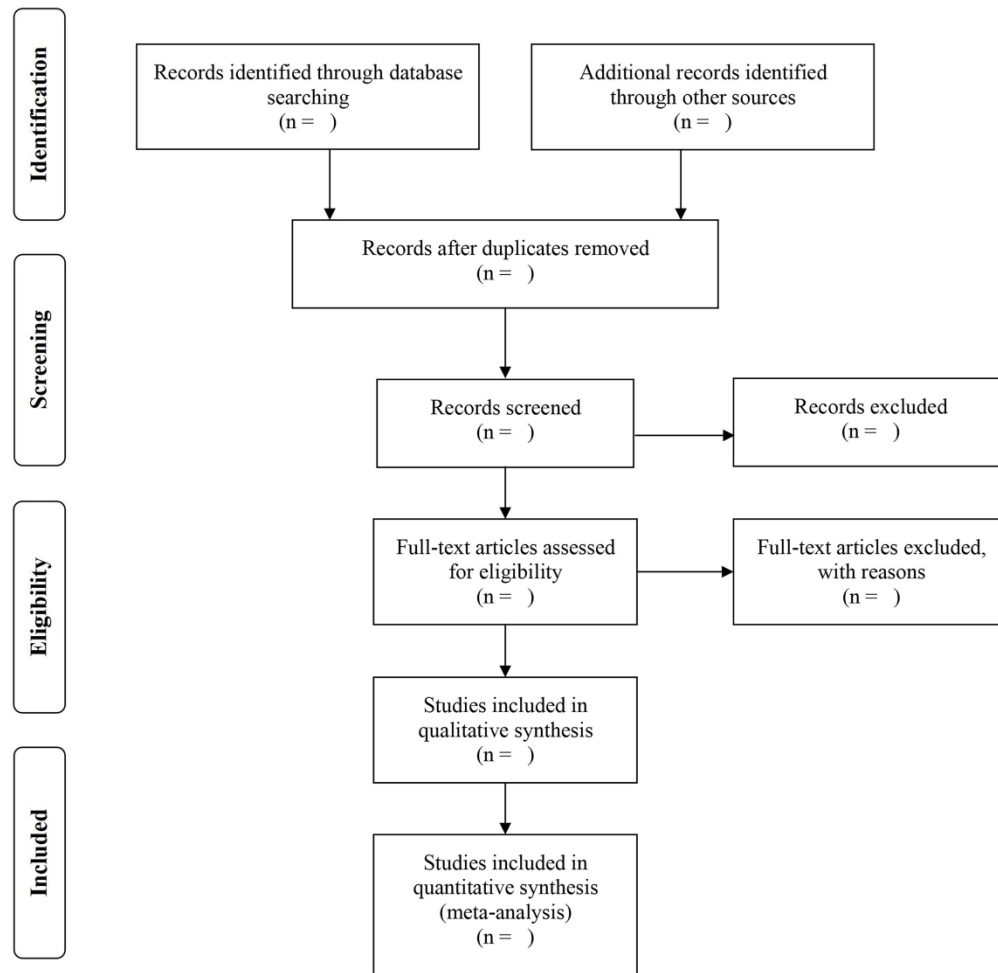 Identification
Records identified through database
searching
(n =   )
Additional records identified
through other sources
(n =   )
Records after duplicates removed
(n =   )
Screening
Records screened
(n =   )
Records excluded
(n =   )
Eligibility
Full-text articles assessed
for eligibility
(n =   )
Full-text articles excluded,
with reasons
(n =   )
Studies included in
qualitative synthesis
(n =   )
Included
Studies included in
quantitative synthesis
(meta-analysis)
(n =   )